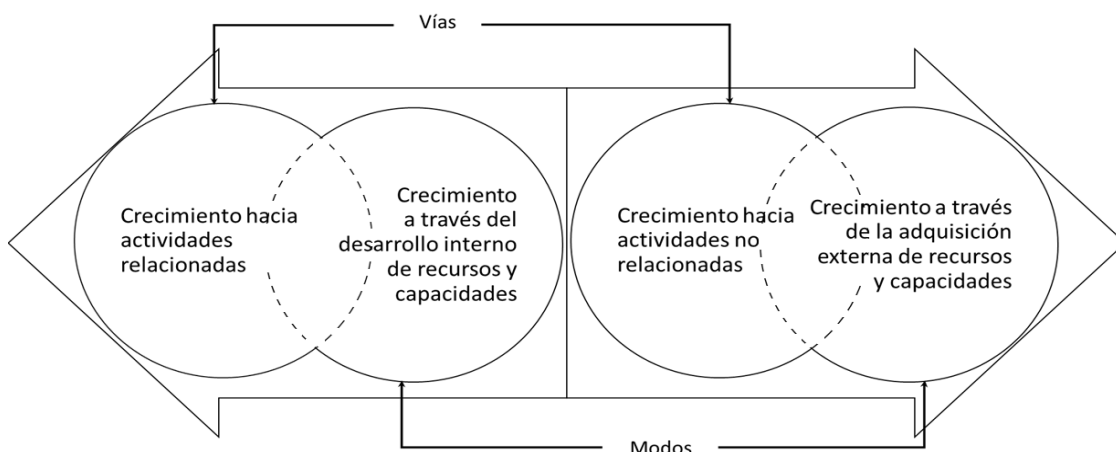 Vías
Crecimiento hacia
actividades
relacionadas
Crecimiento
a través del
desarrollo interno
de recursos y
capacidades
Crecimiento hacia
actividades no
relacionadas
Crecimiento a través
de la adquisición
externa de recursos
y capacidades
Modos